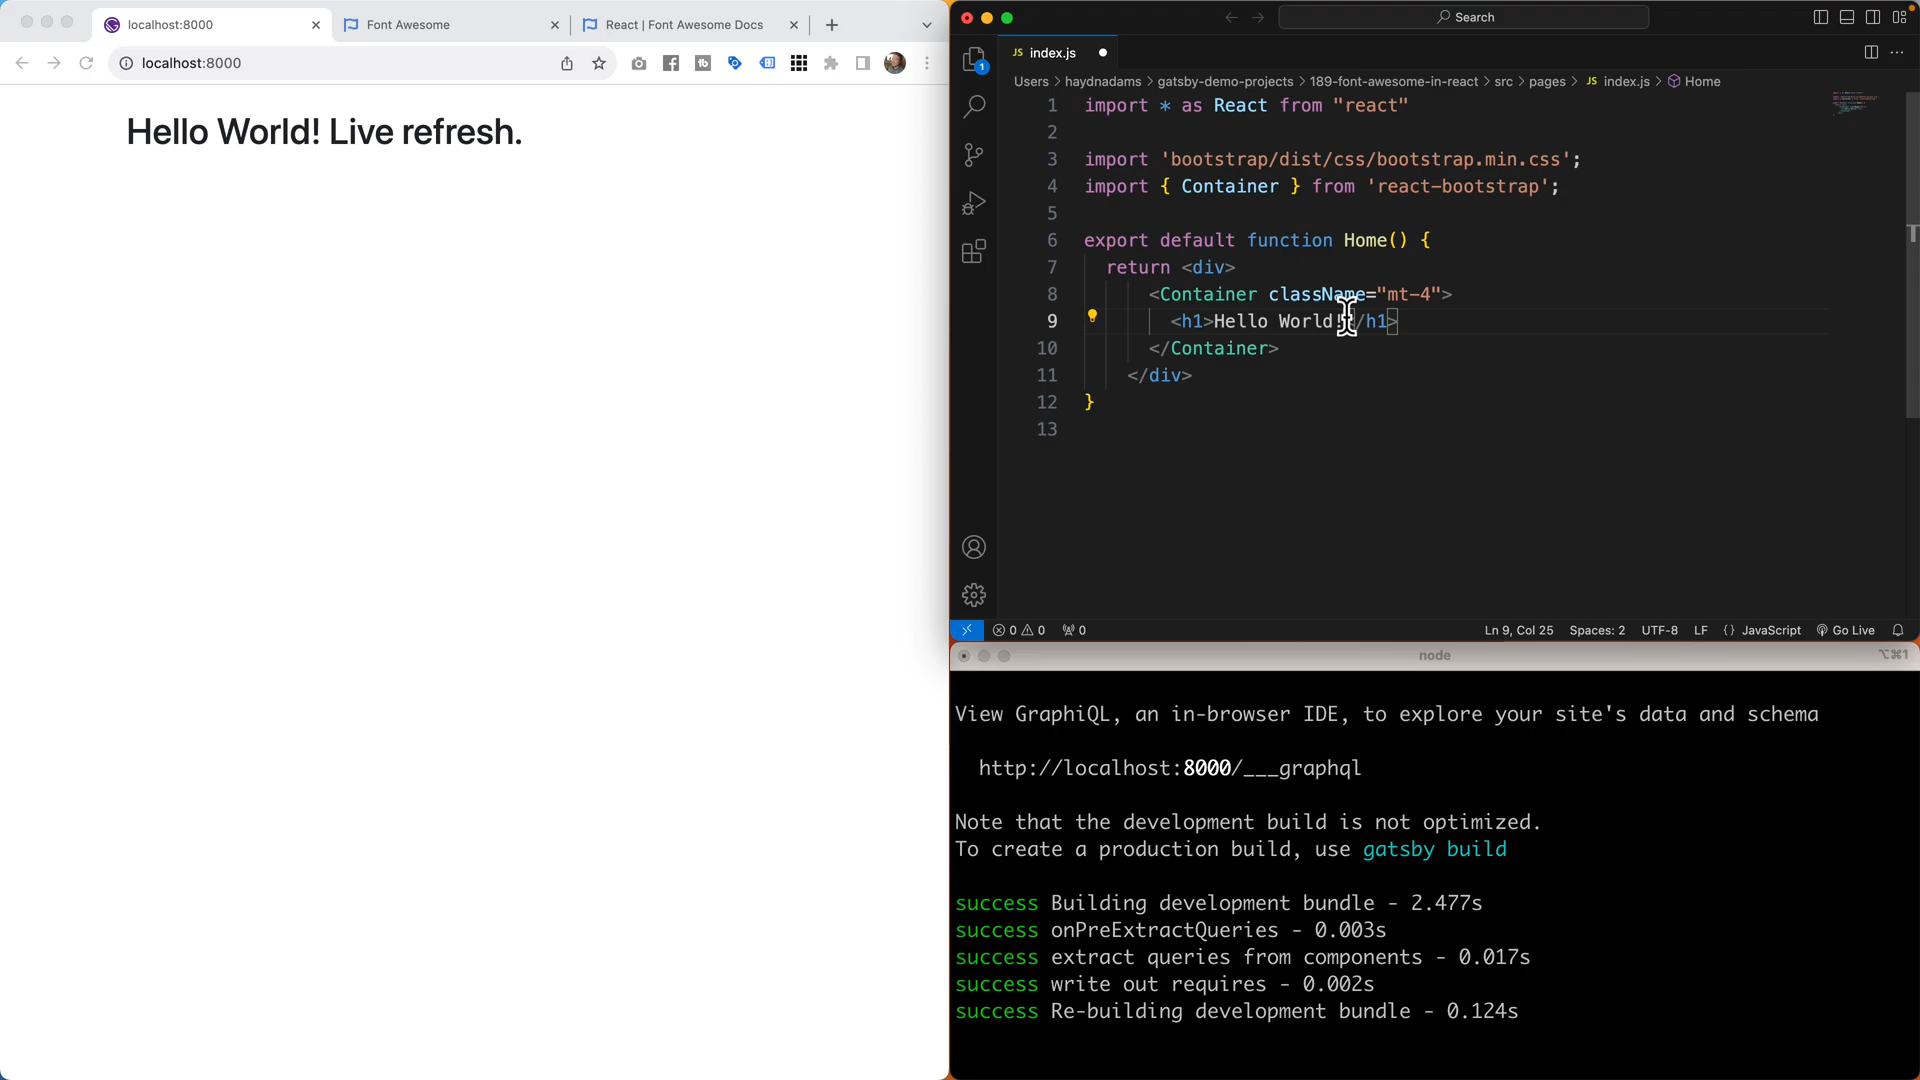 localhost:8000
Font Awesome
React | Font Awesome Docs
localhost:8000
Hello World! Live refresh.
Search
1
JS index.js
Users > haydnadams > gatsby-demo-projects > 189-font-awesome-in-react > src > pages > JS index.js > Home
1 import * as React from "react"
2
3 import 'bootstrap/dist/css/bootstrap.min.css';
4 import { Container } from 'react-bootstrap';
5
6 export default function Home() {
7 return <div>
8 <Container className="mt-4">
9 <h1>Hello World!</h1>
10 </Container>
11 </div>
12 }
13
0 0 0
Ln 9, Col 25 Spaces: 2 UTF-8 LF {} JavaScript Go Live
node
⌥⌘1
View GraphiQL, an in-browser IDE, to explore your site's data and schema
http://localhost:8000/___graphql
Note that the development build is not optimized.
To create a production build, use gatsby build
success Building development bundle - 2.477s
success onPreExtractQueries - 0.003s
success extract queries from components - 0.017s
success write out requires - 0.002s
success Re-building development bundle - 0.124s